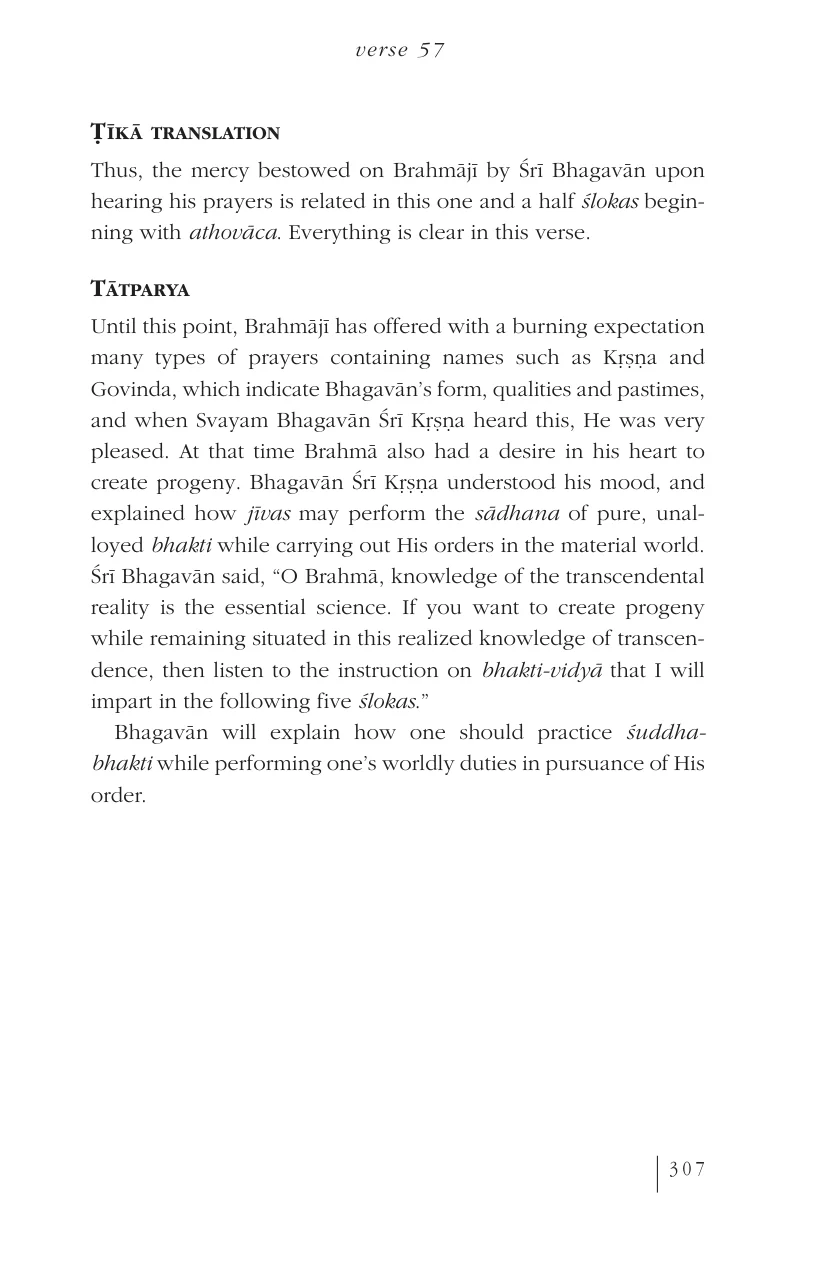 verse 57
ṬĪKĀ TRANSLATION
Thus, the mercy bestowed on Brahmājī by Śrī Bhagavān upon
hearing his prayers is related in this one and a half ślokas begin-
ning with athovāca. Everything is clear in this verse.
TĀTPARYA
Until this point, Brahmājī has offered with a burning expectation
many types of prayers containing names such as Kṛṣṇa and
Govinda, which indicate Bhagavān’s form, qualities and pastimes,
and when Svayam Bhagavān Śrī Kṛṣṇa heard this, He was very
pleased. At that time Brahmā also had a desire in his heart to
create progeny. Bhagavān Śrī Kṛṣṇa understood his mood, and
explained how jīvas may perform the sādhana of pure, unal-
loyed bhakti while carrying out His orders in the material world.
Śrī Bhagavān said, “O Brahmā, knowledge of the transcendental
reality is the essential science. If you want to create progeny
while remaining situated in this realized knowledge of transcen-
dence, then listen to the instruction on bhakti-vidyā that I will
impart in the following five ślokas.”
Bhagavān will explain how one should practice śuddha-
bhakti while performing one’s worldly duties in pursuance of His
order.
307